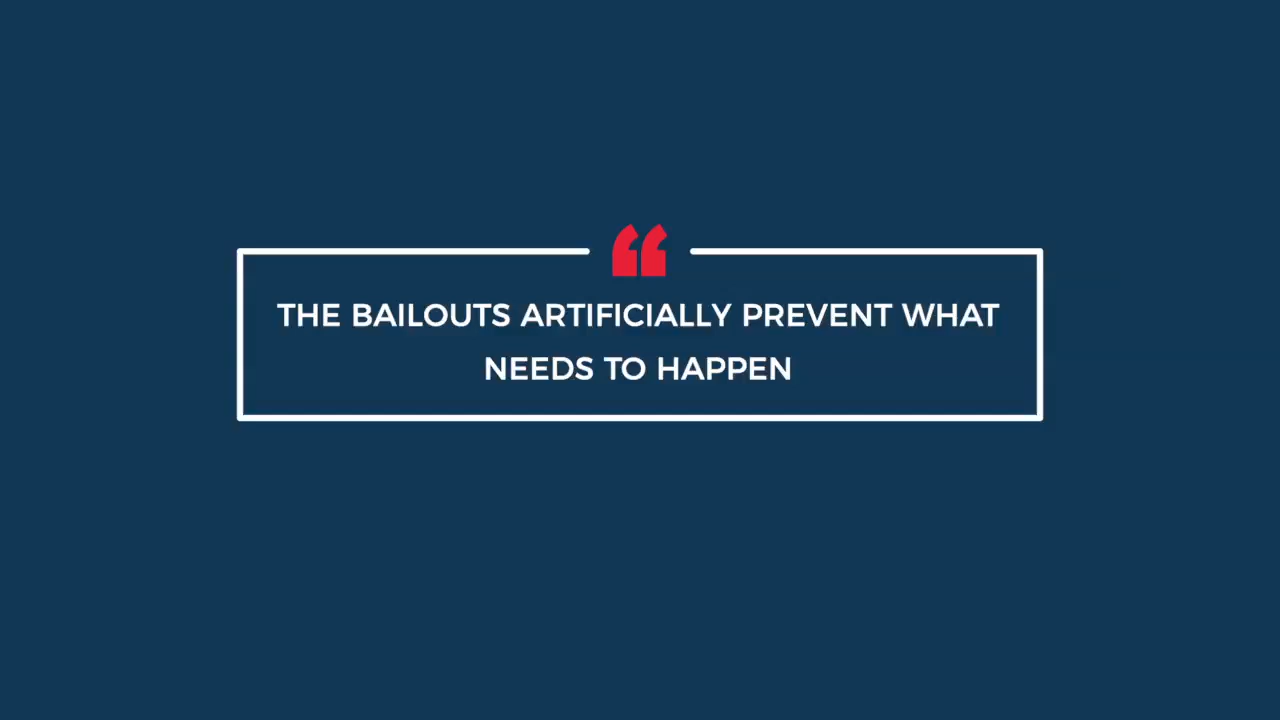 “
THE BAILOUTS ARTIFICIALLY PREVENT WHAT
NEEDS TO HAPPEN